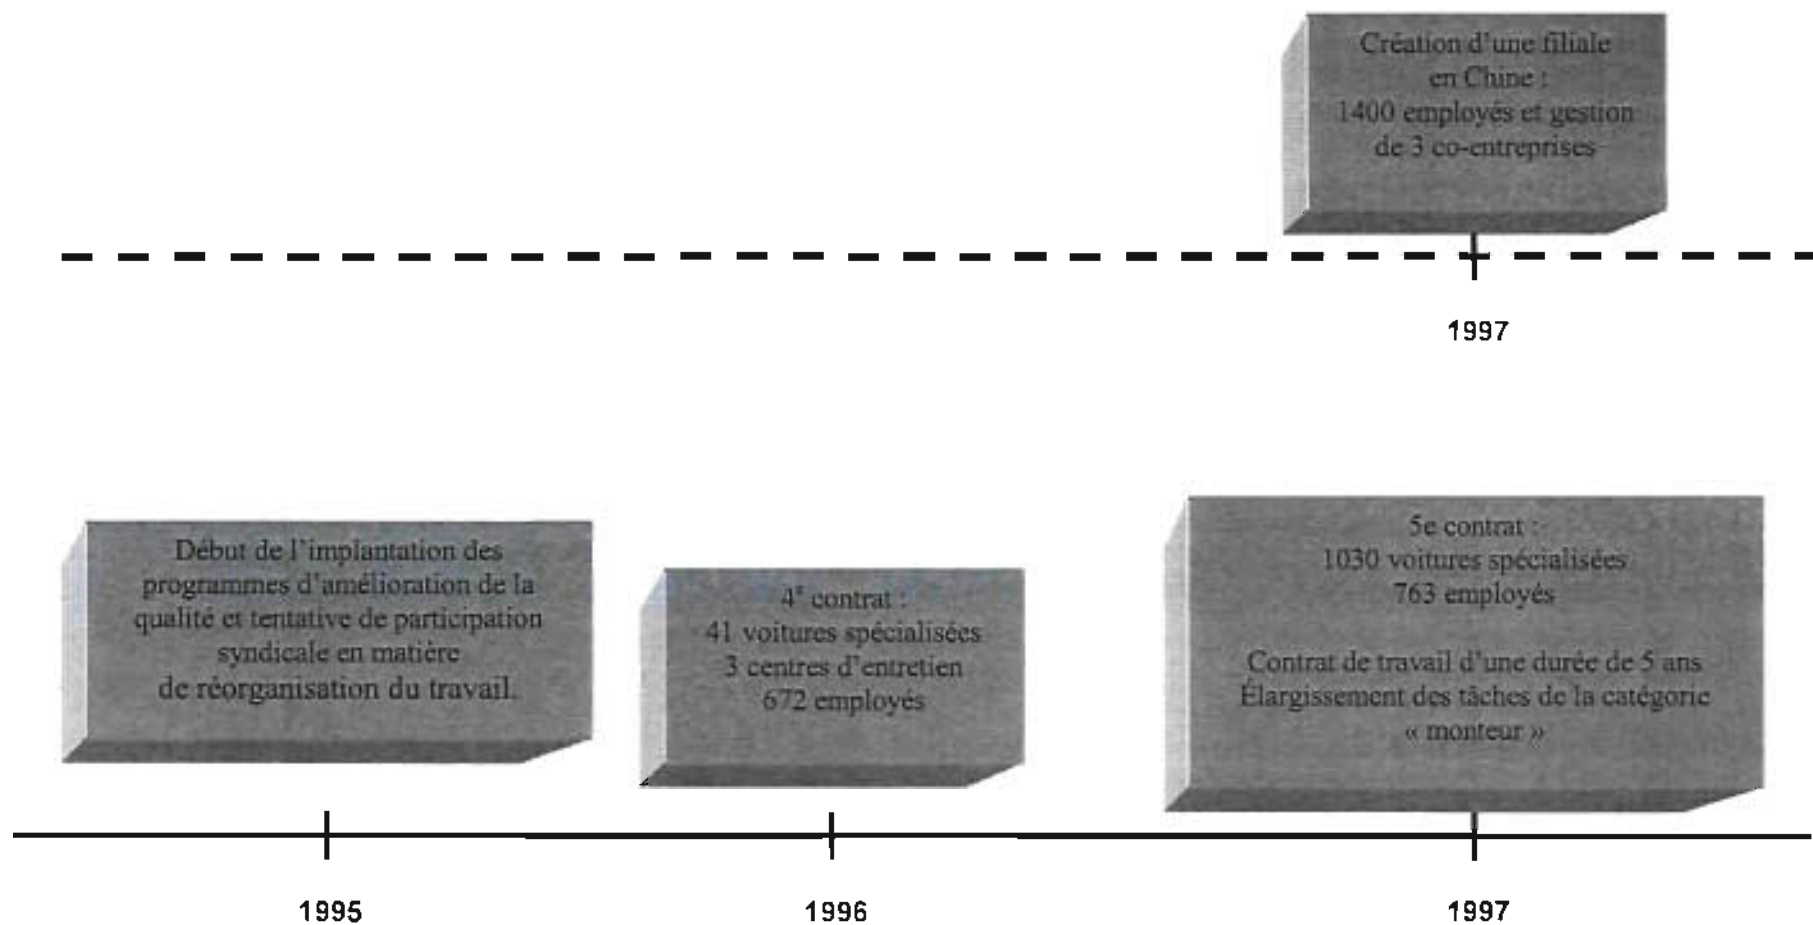 Création d'une filiale
en Chine :
1400 employés et gestion
de 3 co-entreprises
1997
Début de l'implantation des
programmes d'amélioration de la
qualité et tentative de participation
syndicale en matière
de réorganisation du travail.
4e contrat :
41 voitures spécialisées
3 centres d'entretien
672 employés
5e contrat :
1030 voitures spécialisées
763 employés
Contrat de travail d'une durée de 5 ans
Élargissement des tâches de la catégorie
« monteur »
1995
1996
1997